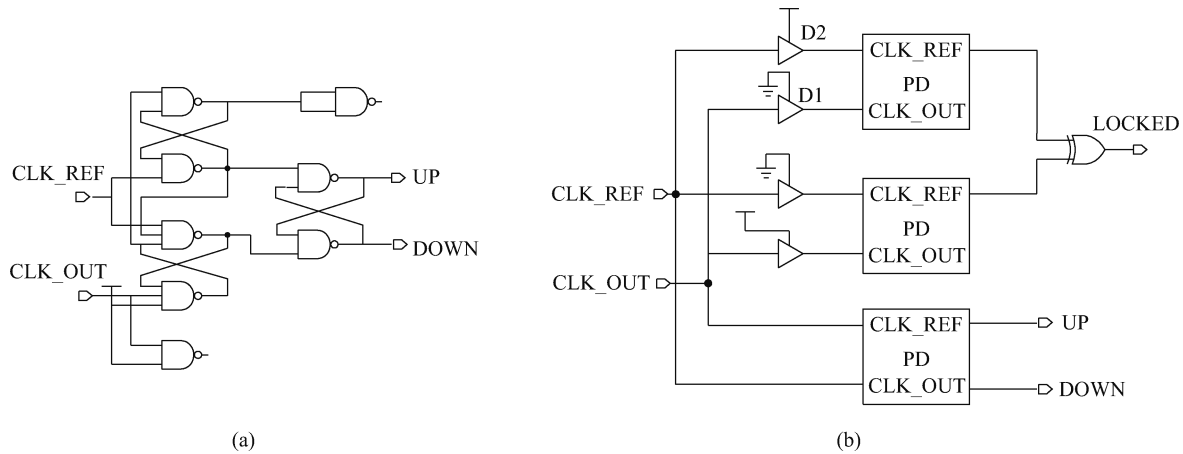 CLK_REF
CLK_OUT
UP
DOWN
(a)
D2
D1
CLK_REF
PD
CLK_OUT
LOCKED
CLK_REF
CLK_REF
PD
CLK_OUT
CLK_OUT
CLK_REF
PD
CLK_OUT
UP
DOWN
(b)